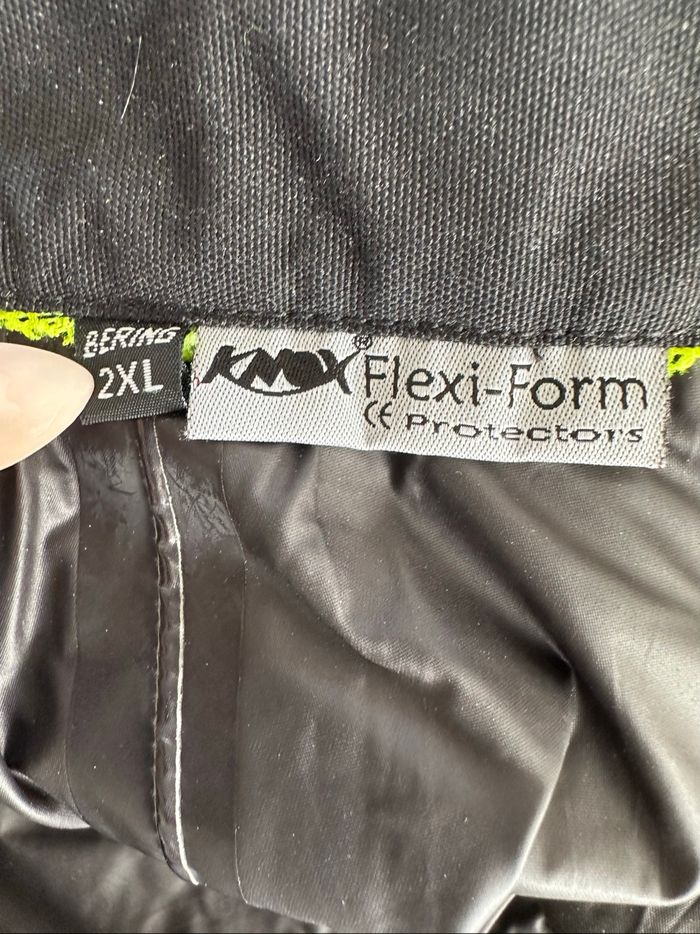 BERING
2XL
KNOX® Flexi-Form
CE Protectors